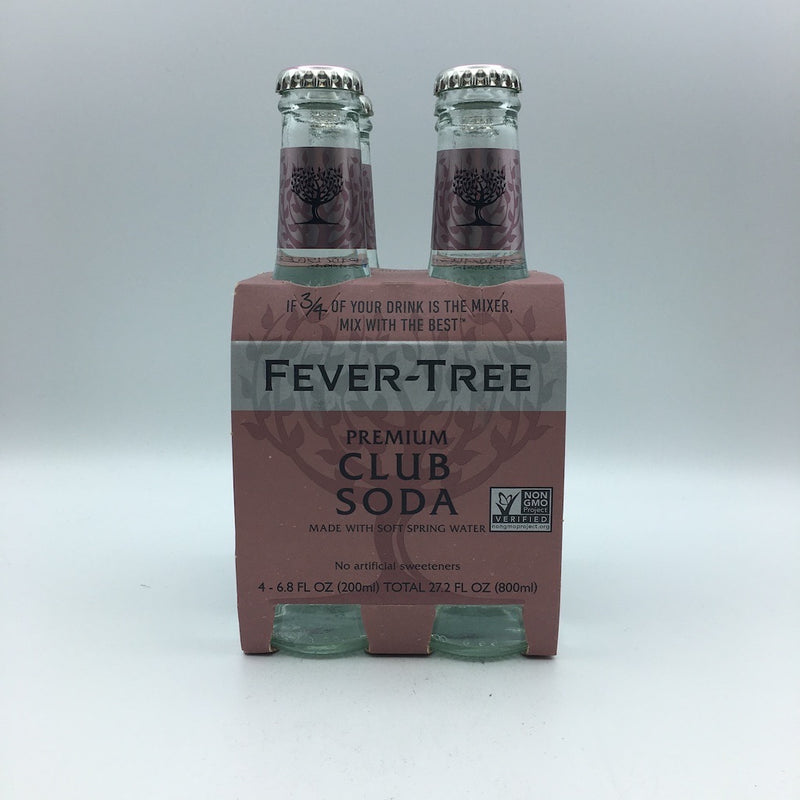 IF 3/4 OF YOUR DRINK IS THE MIXER,
MIX WITH THE BEST™
FEVER-TREE
PREMIUM
CLUB
SODA
MADE WITH SOFT SPRING WATER
NON
GMO
Project
VERIFIED
nongmoproject.org
No artificial sweeteners
4 - 6.8 FL OZ (200ml) TOTAL 27.2 FL OZ (800ml)